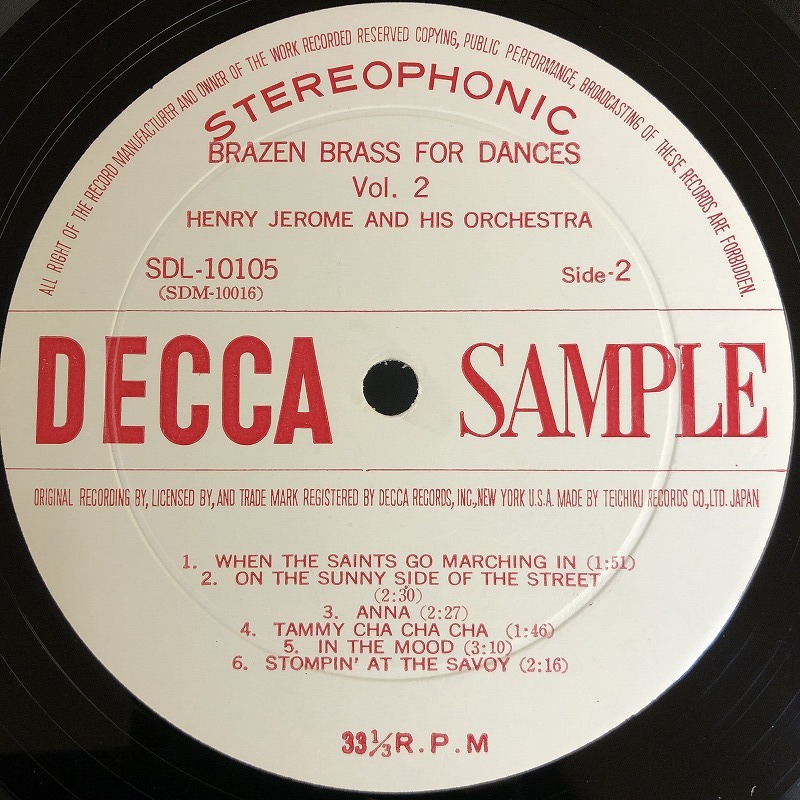 ALL RIGHT OF THE RECORD MANUFACTURER AND OWNER OF THE WORK RECORDED RESERVED COPYING, PUBLIC PERFORMANCE, BROADCASTING OF THESE RECORDS ARE FORBIDDEN.
STEREOPHONIC
BRAZEN BRASS FOR DANCES
Vol. 2
HENRY JEROME AND HIS ORCHESTRA
SDL-10105
(SDM-10016)
Side-2
DECCA SAMPLE
ORIGINAL RECORDING BY, LICENSED BY, AND TRADE MARK REGISTERED BY DECCA RECORDS, INC., NEW YORK U.S.A. MADE BY TEICHIKU RECORDS CO., LTD. JAPAN
1. WHEN THE SAINTS GO MARCHING IN (1:51)
2. ON THE SUNNY SIDE OF THE STREET
(2:30)
3. ANNA (2:27)
4. TAMMY CHA CHA CHA (1:46)
5. IN THE MOOD (3:10)
6. STOMPIN' AT THE SAVOY (2:16)
33⅓ R.P.M